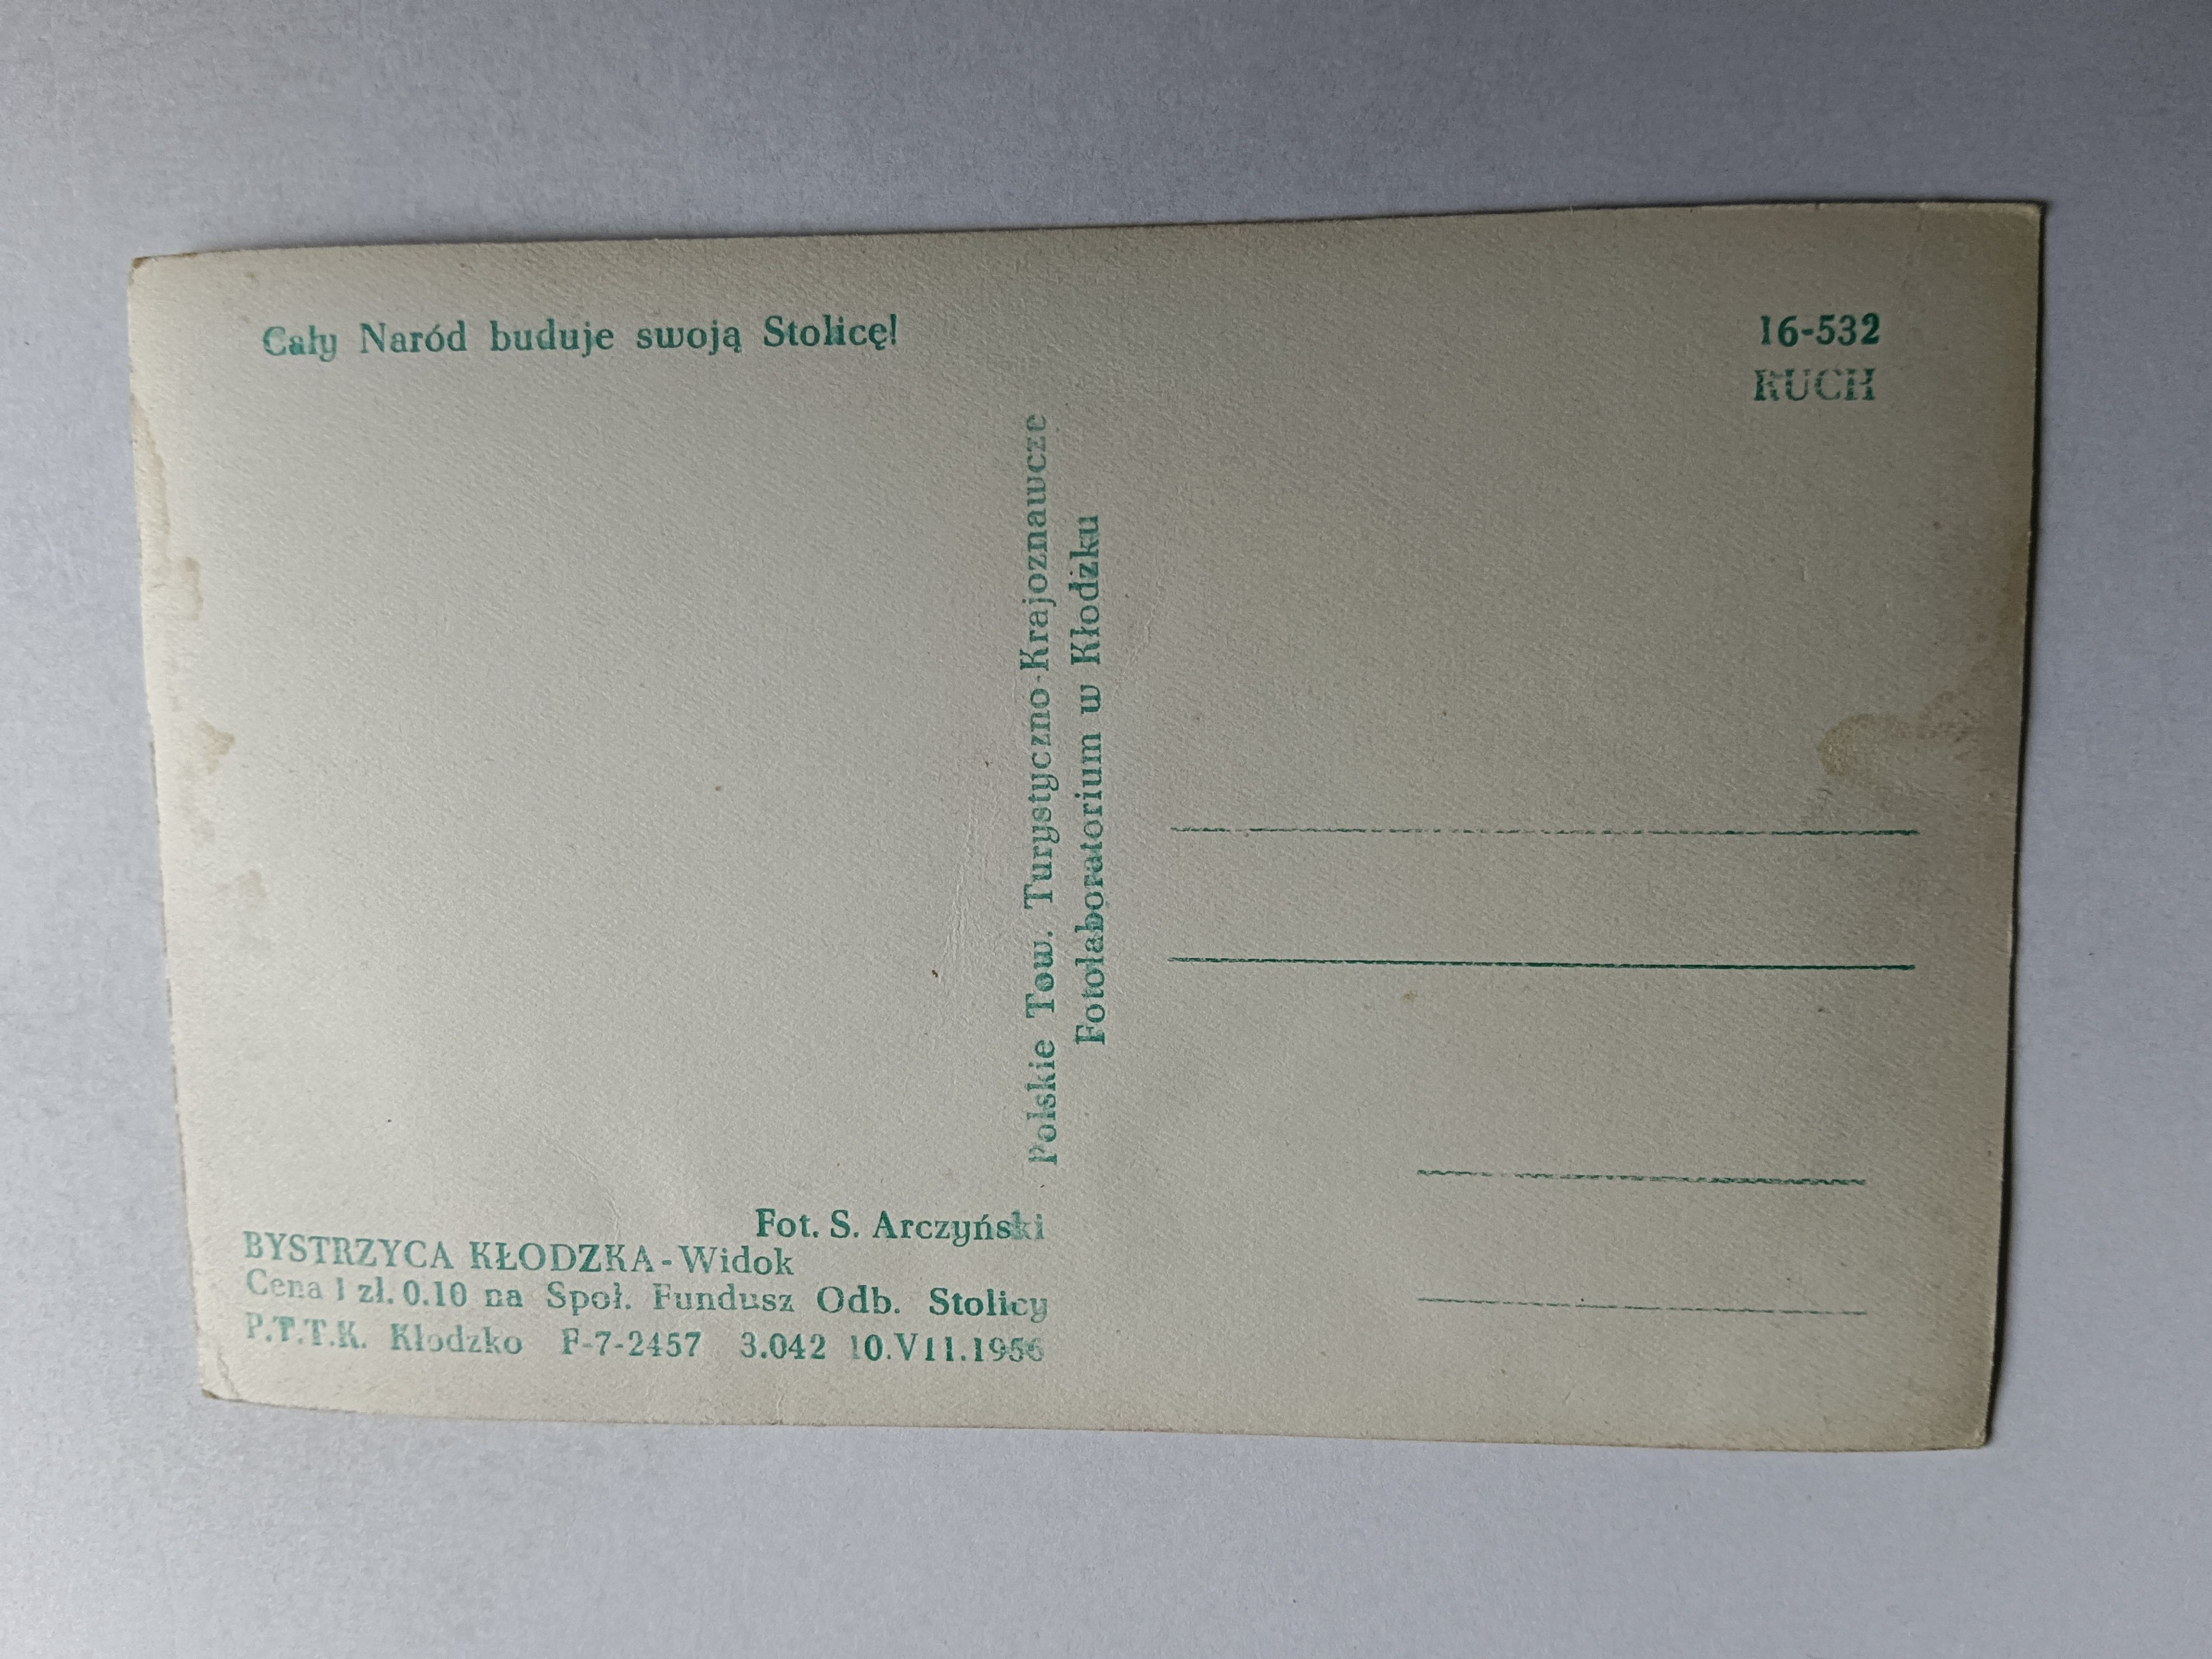 Cały Naród buduje swoją Stolicę!
16-532
RUCH
Polskie Tow. Turystyczno-Krajoznawcze
Fotolaboratorium w Kłodzku
Fot. S. Arczyński
BYSTRZYCA KŁODZKA-Widok
Cena 1 zł. 0.10 na Społ. Fundusz Odb. Stolicy
P.T.T.K. Kłodzko F-7-2457 3.042 10.VII.1956